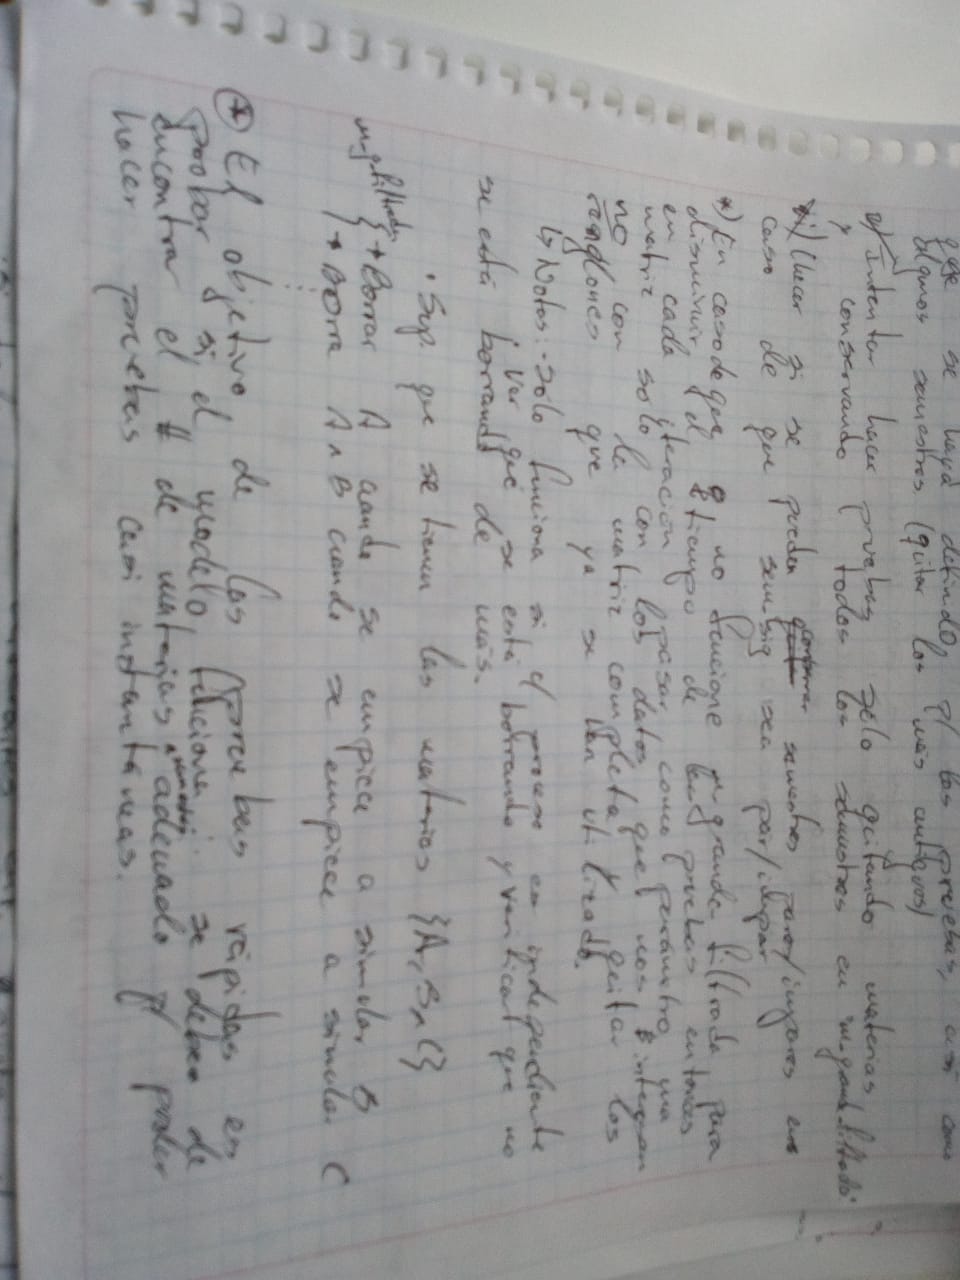 que se haya definido p/ las pruebas, así como
algunos semestres. (quitar los más antiguos)
Intentar hacer pruebas sólo quitando materias
y conservando todos los semestres en "m-grande-filtrada"
Checar si se pueden conservar semestres pares/impares en
caso de que sem-sig sea par/impar
*) En caso de que no funcione m-grande-filtrada, para
disminuir el tiempo de las pruebas entonces
en cada iteración pasar como parámetro una
matriz sólo con los datos que nos interesan
no con la matriz completa y quitar los
renglones que ya se han utilizado.
↳ Notas: - sólo funciona si c/ proceso es independiente
· Ver que se está borrando y verificar que no
se está borrando de más.
· Sup. que se tienen las materias {A, B, C}
m-g-filtrada { → Borrar A cuando se empiece a simular B
→ Borra A ∧ B cuando se empiece a simular C
* El objetivo de las pruebas rápidas es
probar si el modelo funciona se debe de
encontrar el # de materias adecuado p/ poder
hacer pruebas casi instantáneas.